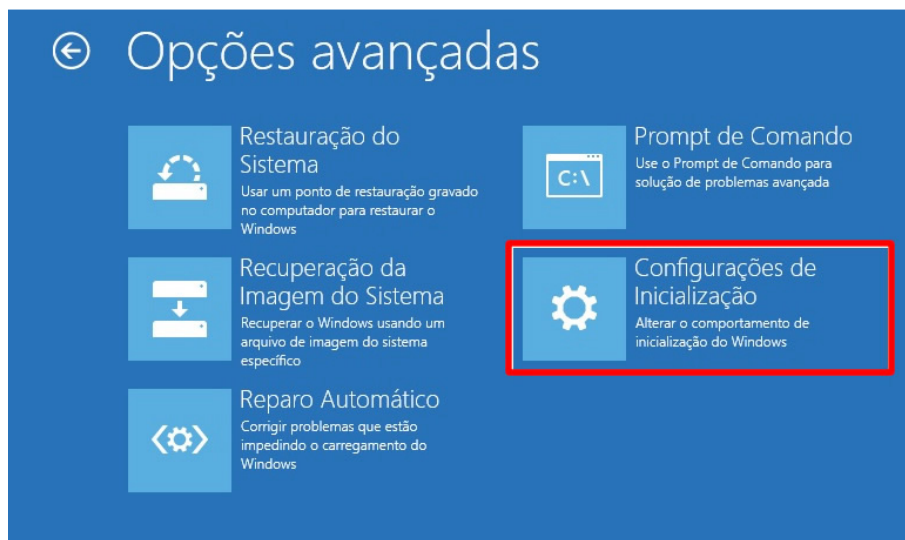 Opções avançadas
Restauração do
Sistema
Usar um ponto de restauração gravado
no computador para restaurar o
Windows
Recuperação da
Imagem do Sistema
Recuperar o Windows usando um
arquivo de imagem do sistema
específico
Reparo Automático
Corrigir problemas que estão
impedindo o carregamento do
Windows
C:\
Prompt de Comando
Use o Prompt de Comando para
solução de problemas avançada
Configurações de
Inicialização
Alterar o comportamento de
inicialização do Windows